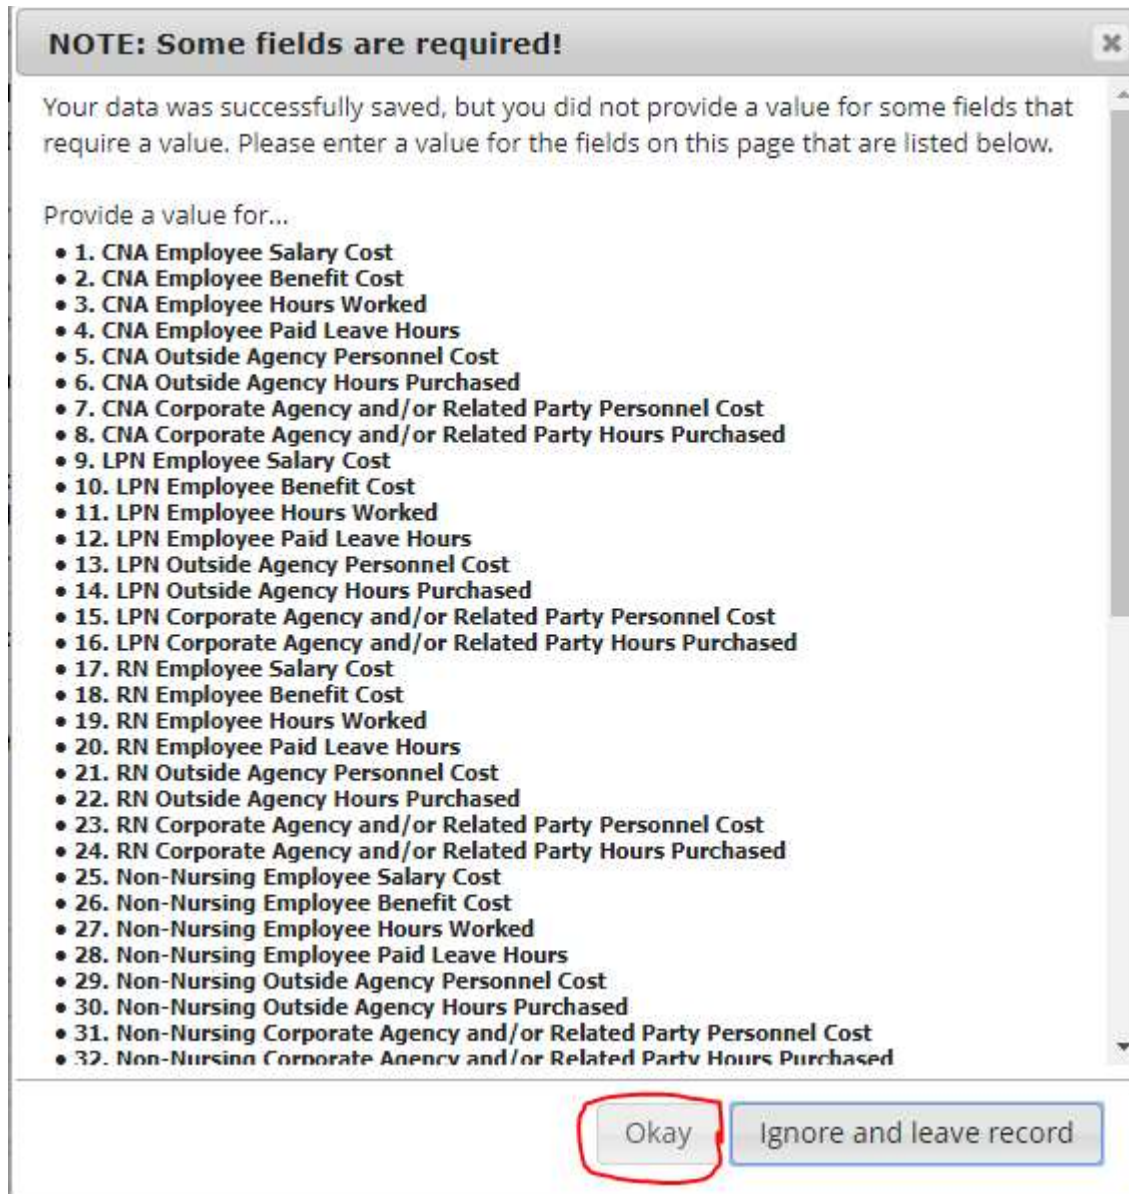 NOTE: Some fields are required!
Your data was successfully saved, but you did not provide a value for some fields that
require a value. Please enter a value for the fields on this page that are listed below.
Provide a value for...
• 1. CNA Employee Salary Cost
• 2. CNA Employee Benefit Cost
• 3. CNA Employee Hours Worked
• 4. CNA Employee Paid Leave Hours
• 5. CNA Outside Agency Personnel Cost
• 6. CNA Outside Agency Hours Purchased
• 7. CNA Corporate Agency and/or Related Party Personnel Cost
• 8. CNA Corporate Agency and/or Related Party Hours Purchased
• 9. LPN Employee Salary Cost
• 10. LPN Employee Benefit Cost
• 11. LPN Employee Hours Worked
• 12. LPN Employee Paid Leave Hours
• 13. LPN Outside Agency Personnel Cost
• 14. LPN Outside Agency Hours Purchased
• 15. LPN Corporate Agency and/or Related Party Personnel Cost
• 16. LPN Corporate Agency and/or Related Party Hours Purchased
• 17. RN Employee Salary Cost
• 18. RN Employee Benefit Cost
• 19. RN Employee Hours Worked
• 20. RN Employee Paid Leave Hours
• 21. RN Outside Agency Personnel Cost
• 22. RN Outside Agency Hours Purchased
• 23. RN Corporate Agency and/or Related Party Personnel Cost
• 24. RN Corporate Agency and/or Related Party Hours Purchased
• 25. Non-Nursing Employee Salary Cost
• 26. Non-Nursing Employee Benefit Cost
• 27. Non-Nursing Employee Hours Worked
• 28. Non-Nursing Employee Paid Leave Hours
• 29. Non-Nursing Outside Agency Personnel Cost
• 30. Non-Nursing Outside Agency Hours Purchased
• 31. Non-Nursing Corporate Agency and/or Related Party Personnel Cost
• 32. Non-Nursing Corporate Agency and/or Related Party Hours Purchased
Okay
Ignore and leave record